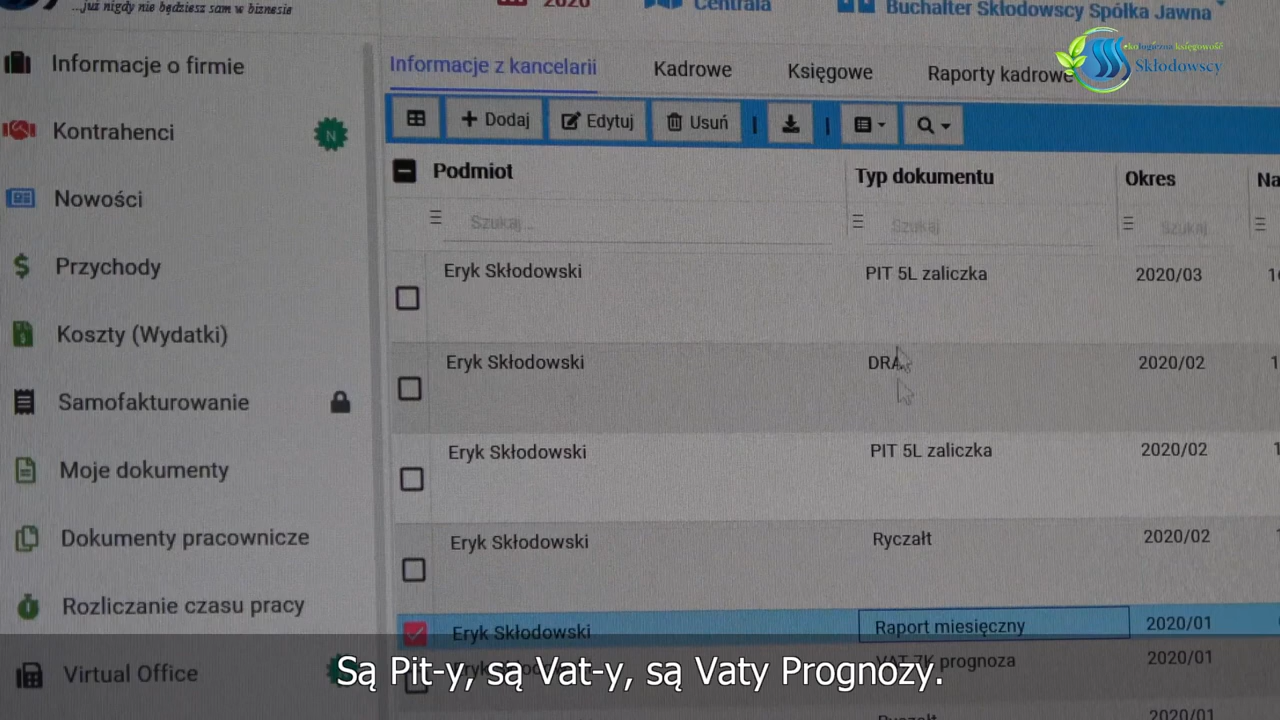 ...już nigdy nie będziesz sam w biznesie
2020
Centrala
Buchalter Skłodowscy Spółka Jawna
Informacje o firmie
Kontrahenci
N
Nowości
Przychody
Koszty (Wydatki)
Samofakturowanie
Moje dokumenty
Dokumenty pracownicze
Rozliczanie czasu pracy
Virtual Office
Informacje z kancelarii
Kadrowe
Księgowe
Raporty kadrowe
ekologiczna księgowość
Skłodowscy
Dodaj
Edytuj
Usuń
Podmiot
Typ dokumentu
Okres
Na
Szukaj...
Szukaj
Szukaj
Eryk Skłodowski PIT 5L zaliczka 2020/03
Eryk Skłodowski DRA 2020/02
Eryk Skłodowski PIT 5L zaliczka 2020/02
Eryk Skłodowski Ryczałt 2020/02
Eryk Skłodowski Raport miesięczny 2020/01
VAT 7K prognoza 2020/01
Ryczałt 2020/01
Są Pit-y, są Vat-y, są Vaty Prognozy.